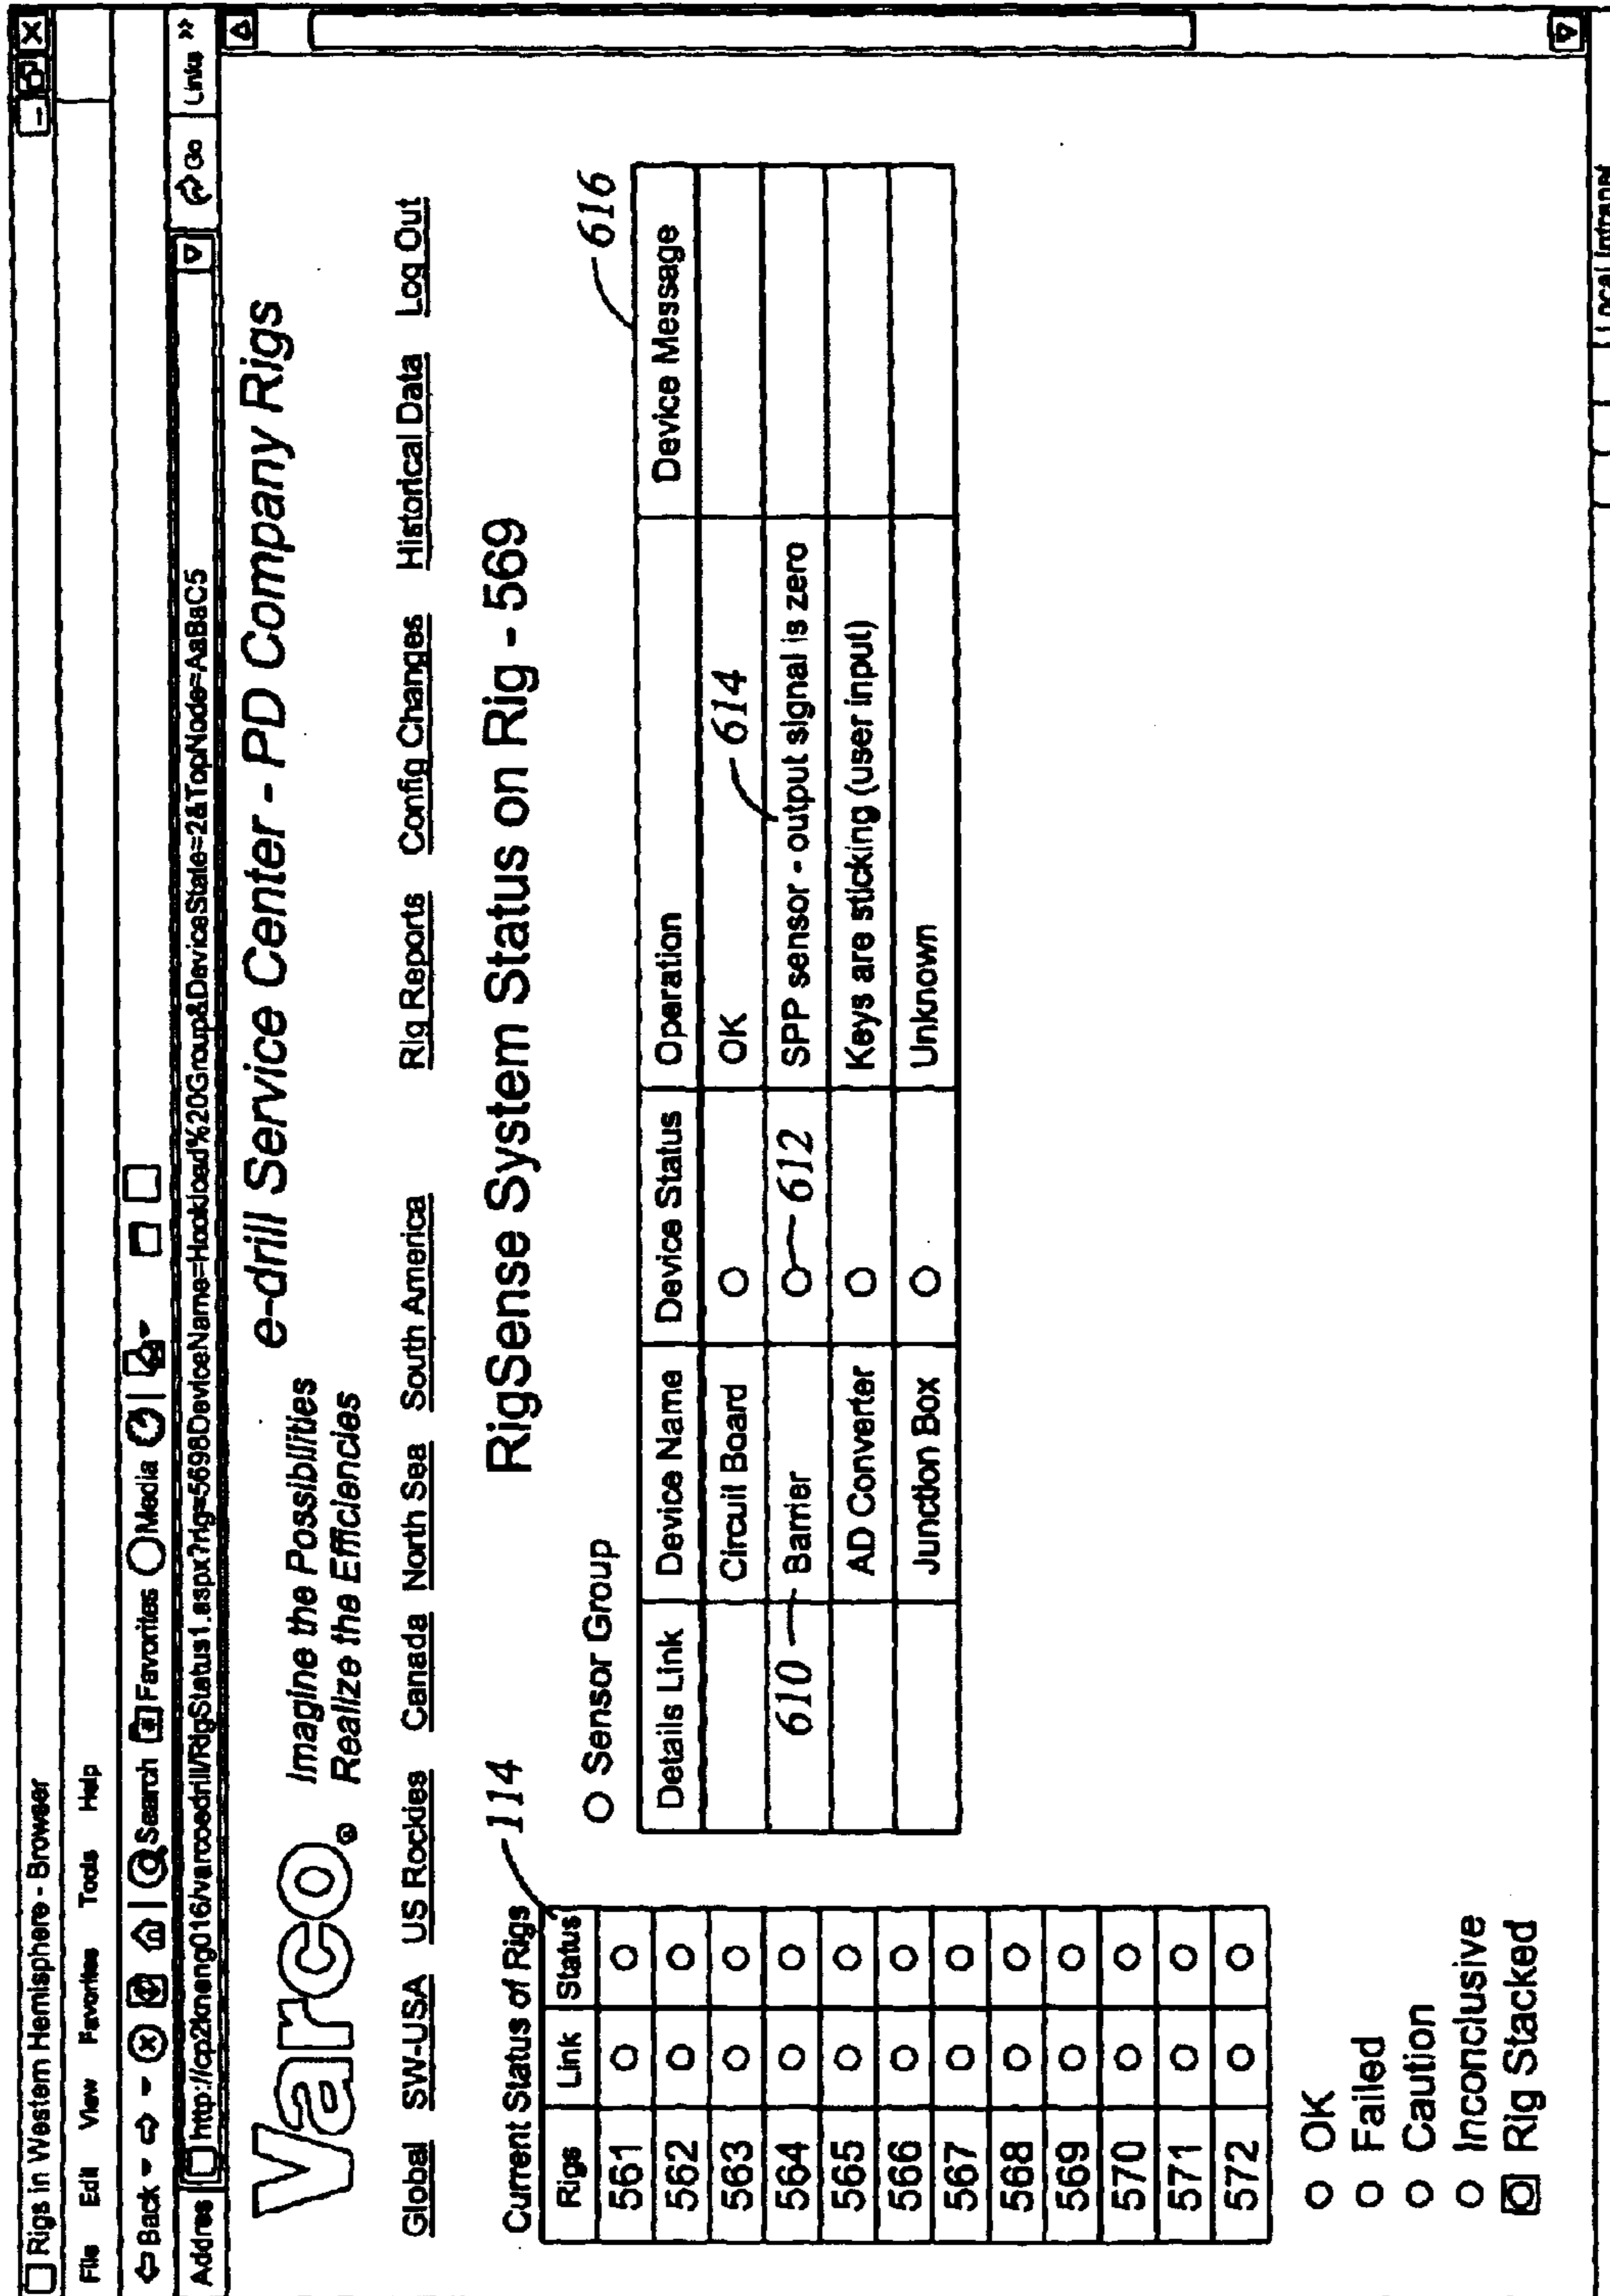 Rigs in Western Hemisphere - Browser
File Edit View Favorites Tools Help
Back Search Favorites Media
Addres http://cp2kneng016/varcoedrill/RigStatus1.aspx?rig=569&DeviceName=Hookload%20Group&DeviceState=2&TopNode=AaBaC5 Go Links »
Varco® Imagine the Possibilities
Realize the Efficiencies
e-drill Service Center - PD Company Rigs
Global SW-USA US Rockies Canada North Sea South America Rig Reports Config Changes Historical Data Log Out
RigSense System Status on Rig - 569
Current Status of Rigs 114
Rigs Link Status
561
562
563
564
565
566
567
568
569
570
571
572
OK
Failed
Caution
Inconclusive
Rig Stacked
Sensor Group 616
Details Link Device Name Device Status Operation Device Message
Circuit Board OK 614
610 Barrier 612 SPP sensor - output signal is zero
AD Converter Keys are sticking (user input)
Junction Box Unknown
Local Intranet